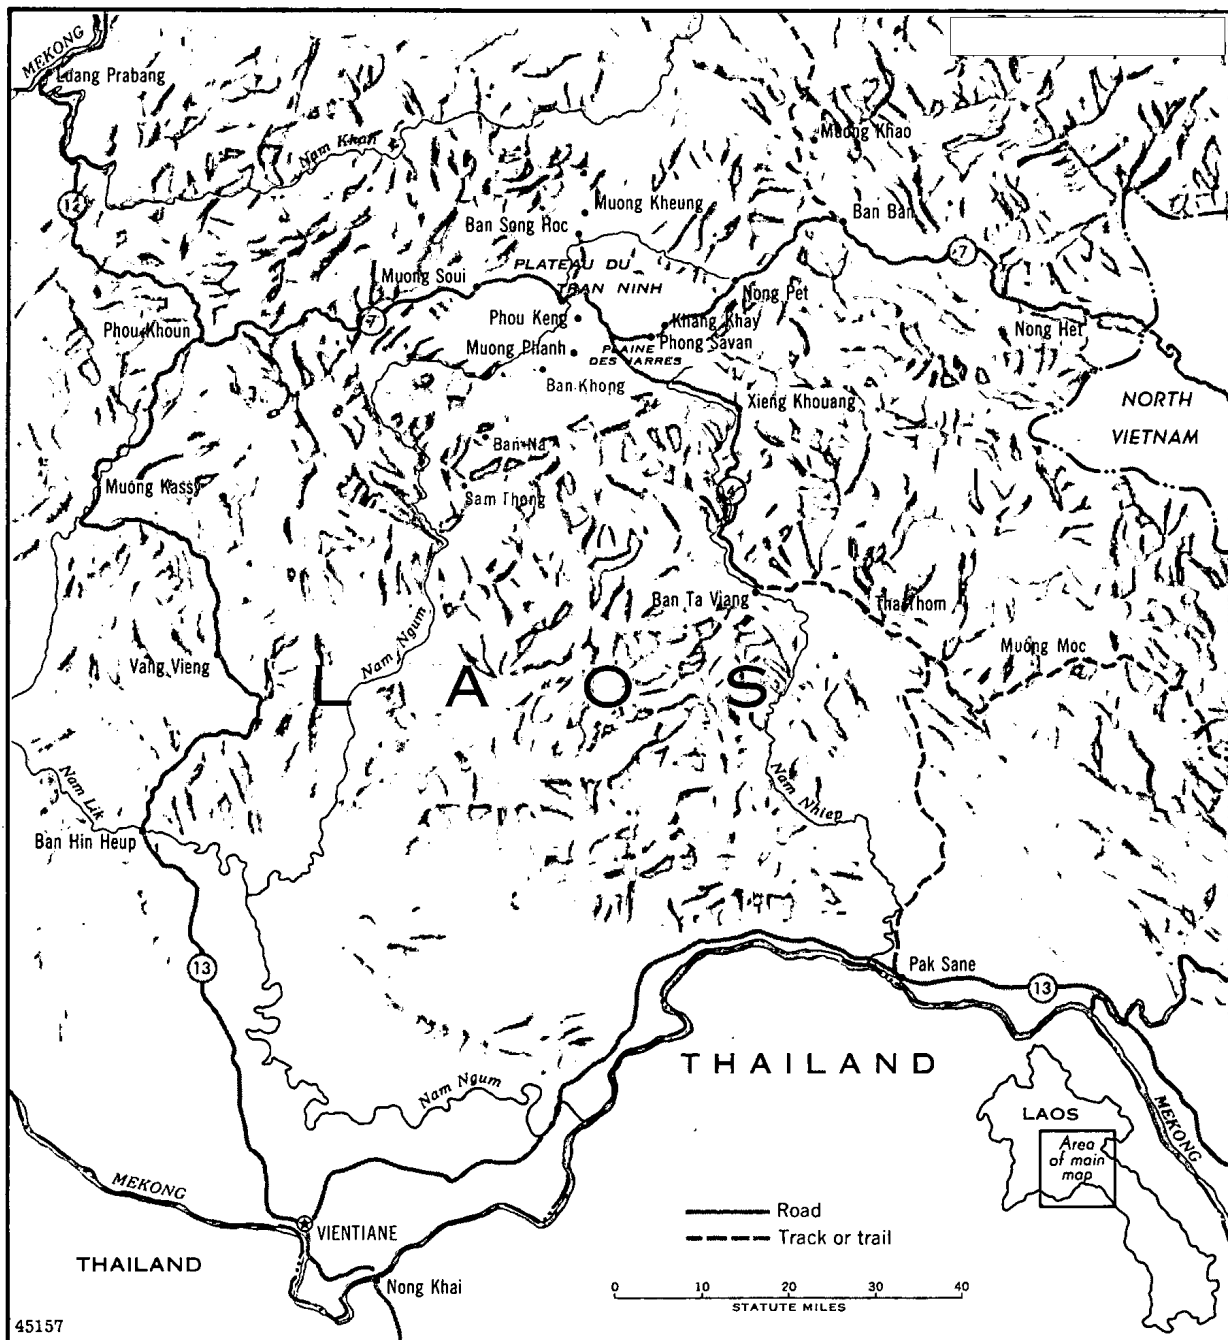 MEKONG
Luang Prabang
Nam Khan
Muong Khao
Muong Kheung
Ban Ban
Ban Song Hoc
7
PLATEAU DU
TRAN NINH
Muong Soui
Nong Pet
7
Phou Khoun
Phou Keng
Khang Khay
Nong Het
Phong Savan
Muong Phanh
PLAINE
DES JARRES
Ban Khong
Xieng Khouang
NORTH
VIETNAM
Ban Na
Muong Kassy
Sam Thong
4
Ban Ta Viang
Tha Thom
Muong Moc
Vang Vieng
Nam Ngum
LAOS
Nam Lik
Nam Nhiep
Ban Hin Heup
13
Pak Sane
13
THAILAND
Nam Ngum
LAOS
Area
of main
map
MEKONG
MEKONG
Road
VIENTIANE
Track or trail
THAILAND
Nong Khai
0 10 20 30 40
STATUTE MILES
45157